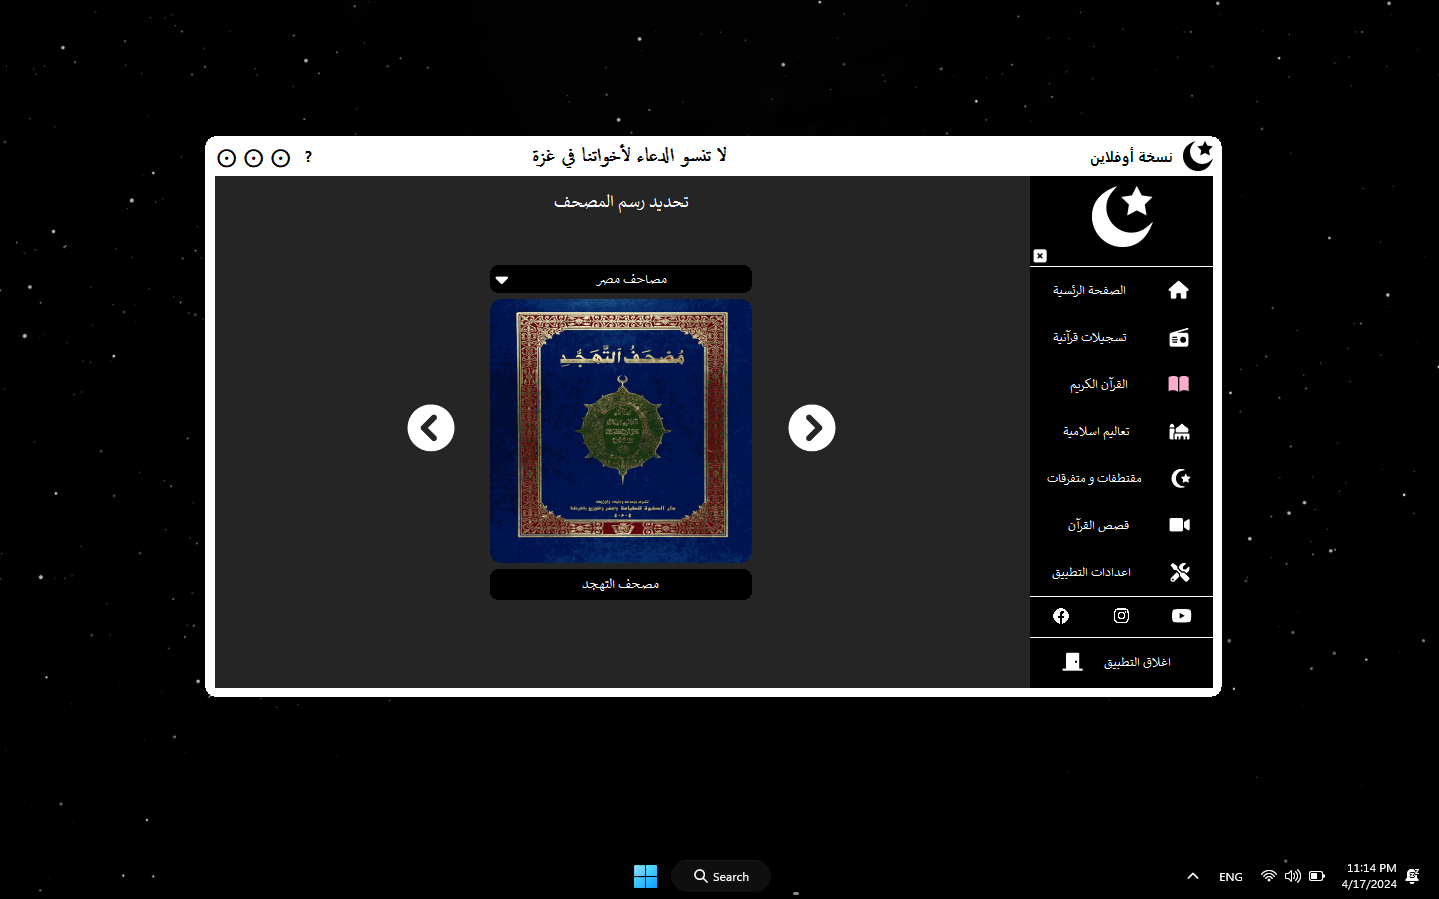 نسخة أوفلاين
لا تنسو الدعاء لأخواتنا في غزة
?
تحديد رسم المصحف
مصاحف مصر
مُصْحَفُ التَّهَجُّدِ
مصحف التهجد
الصفحة الرئسية
تسجيلات قرآنية
القرآن الكريم
تعاليم اسلامية
مقتطفات و متفرقات
قصص القرآن
اعدادات التطبيق
اغلاق التطبيق
Search
ENG
11:14 PM
4/17/2024